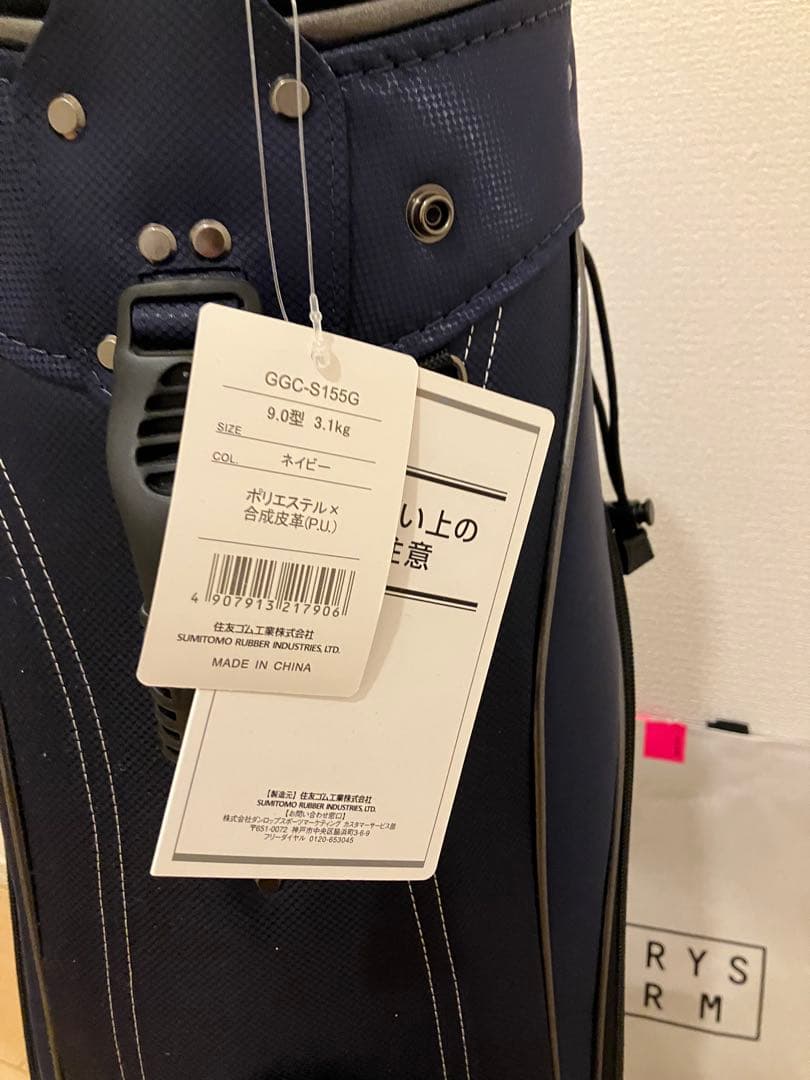 GGC-S155G
SIZE 9.0型 3.1kg
COL. ネイビー
ポリエステル×
合成皮革(P.U.)
4 907913 217906
住友ゴム工業株式会社
SUMITOMO RUBBER INDUSTRIES, LTD.
MADE IN CHINA
い上の
注意
【製造元】住友ゴム工業株式会社
SUMITOMO RUBBER INDUSTRIES, LTD.
【お問い合わせ窓口】
株式会社ダンロップスポーツマーケティング カスタマーサービス部
〒651-0072 神戸市中央区脇浜町3-6-9
フリーダイヤル 0120-653045
RYS
RM